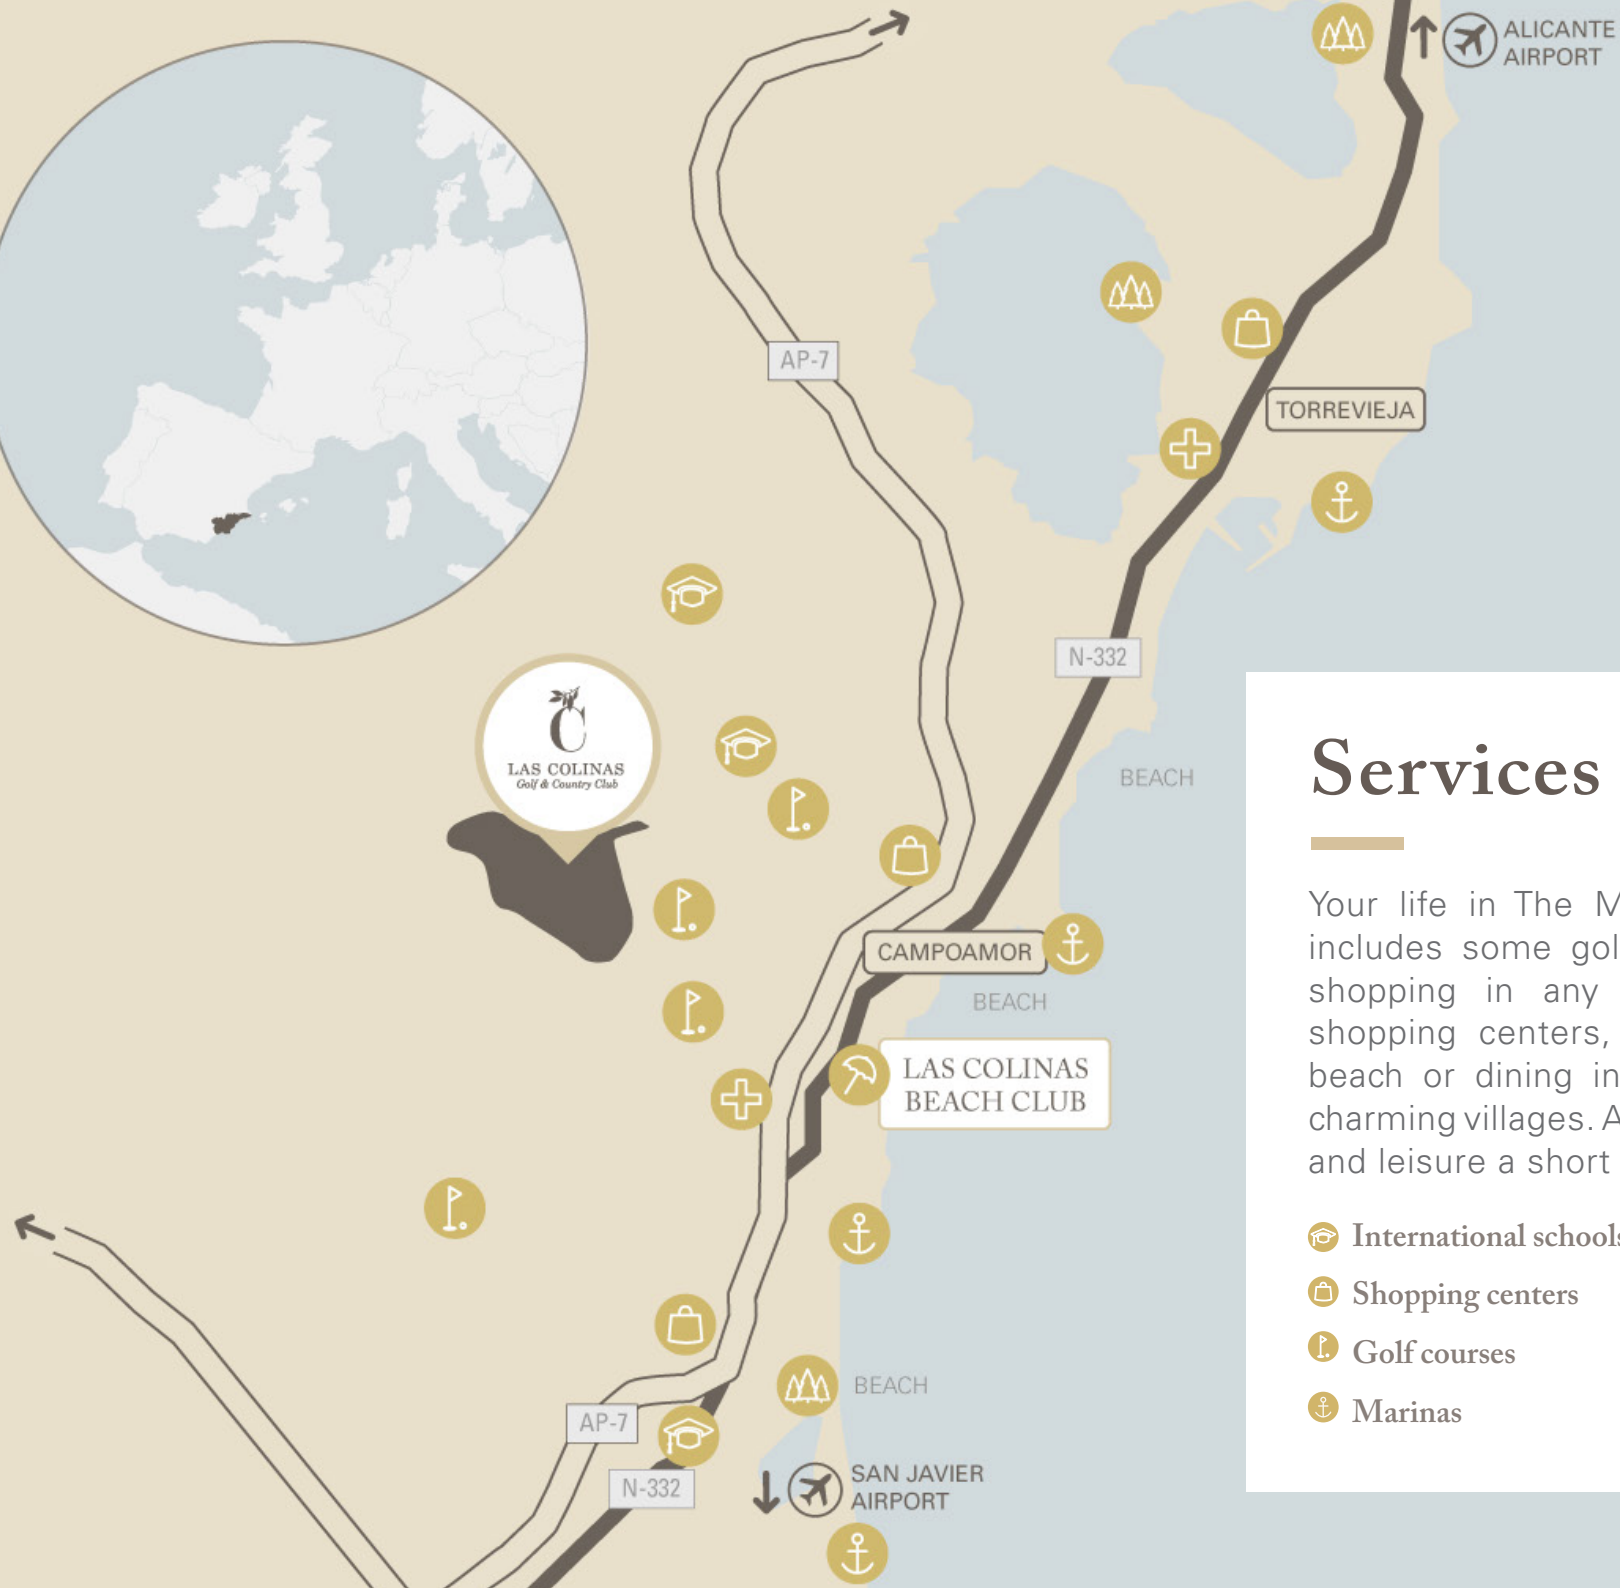 ALICANTE
AIRPORT
AP-7
TORREVIEJA
N-332
C
LAS COLINAS
Golf & Country Club
BEACH
CAMPOAMOR
BEACH
LAS COLINAS
BEACH CLUB
BEACH
AP-7
N-332
SAN JAVIER
AIRPORT
Services
Your life in The M
includes some gol
shopping in any
shopping centers,
beach or dining in
charming villages. A
and leisure a short
International schools
Shopping centers
Golf courses
Marinas